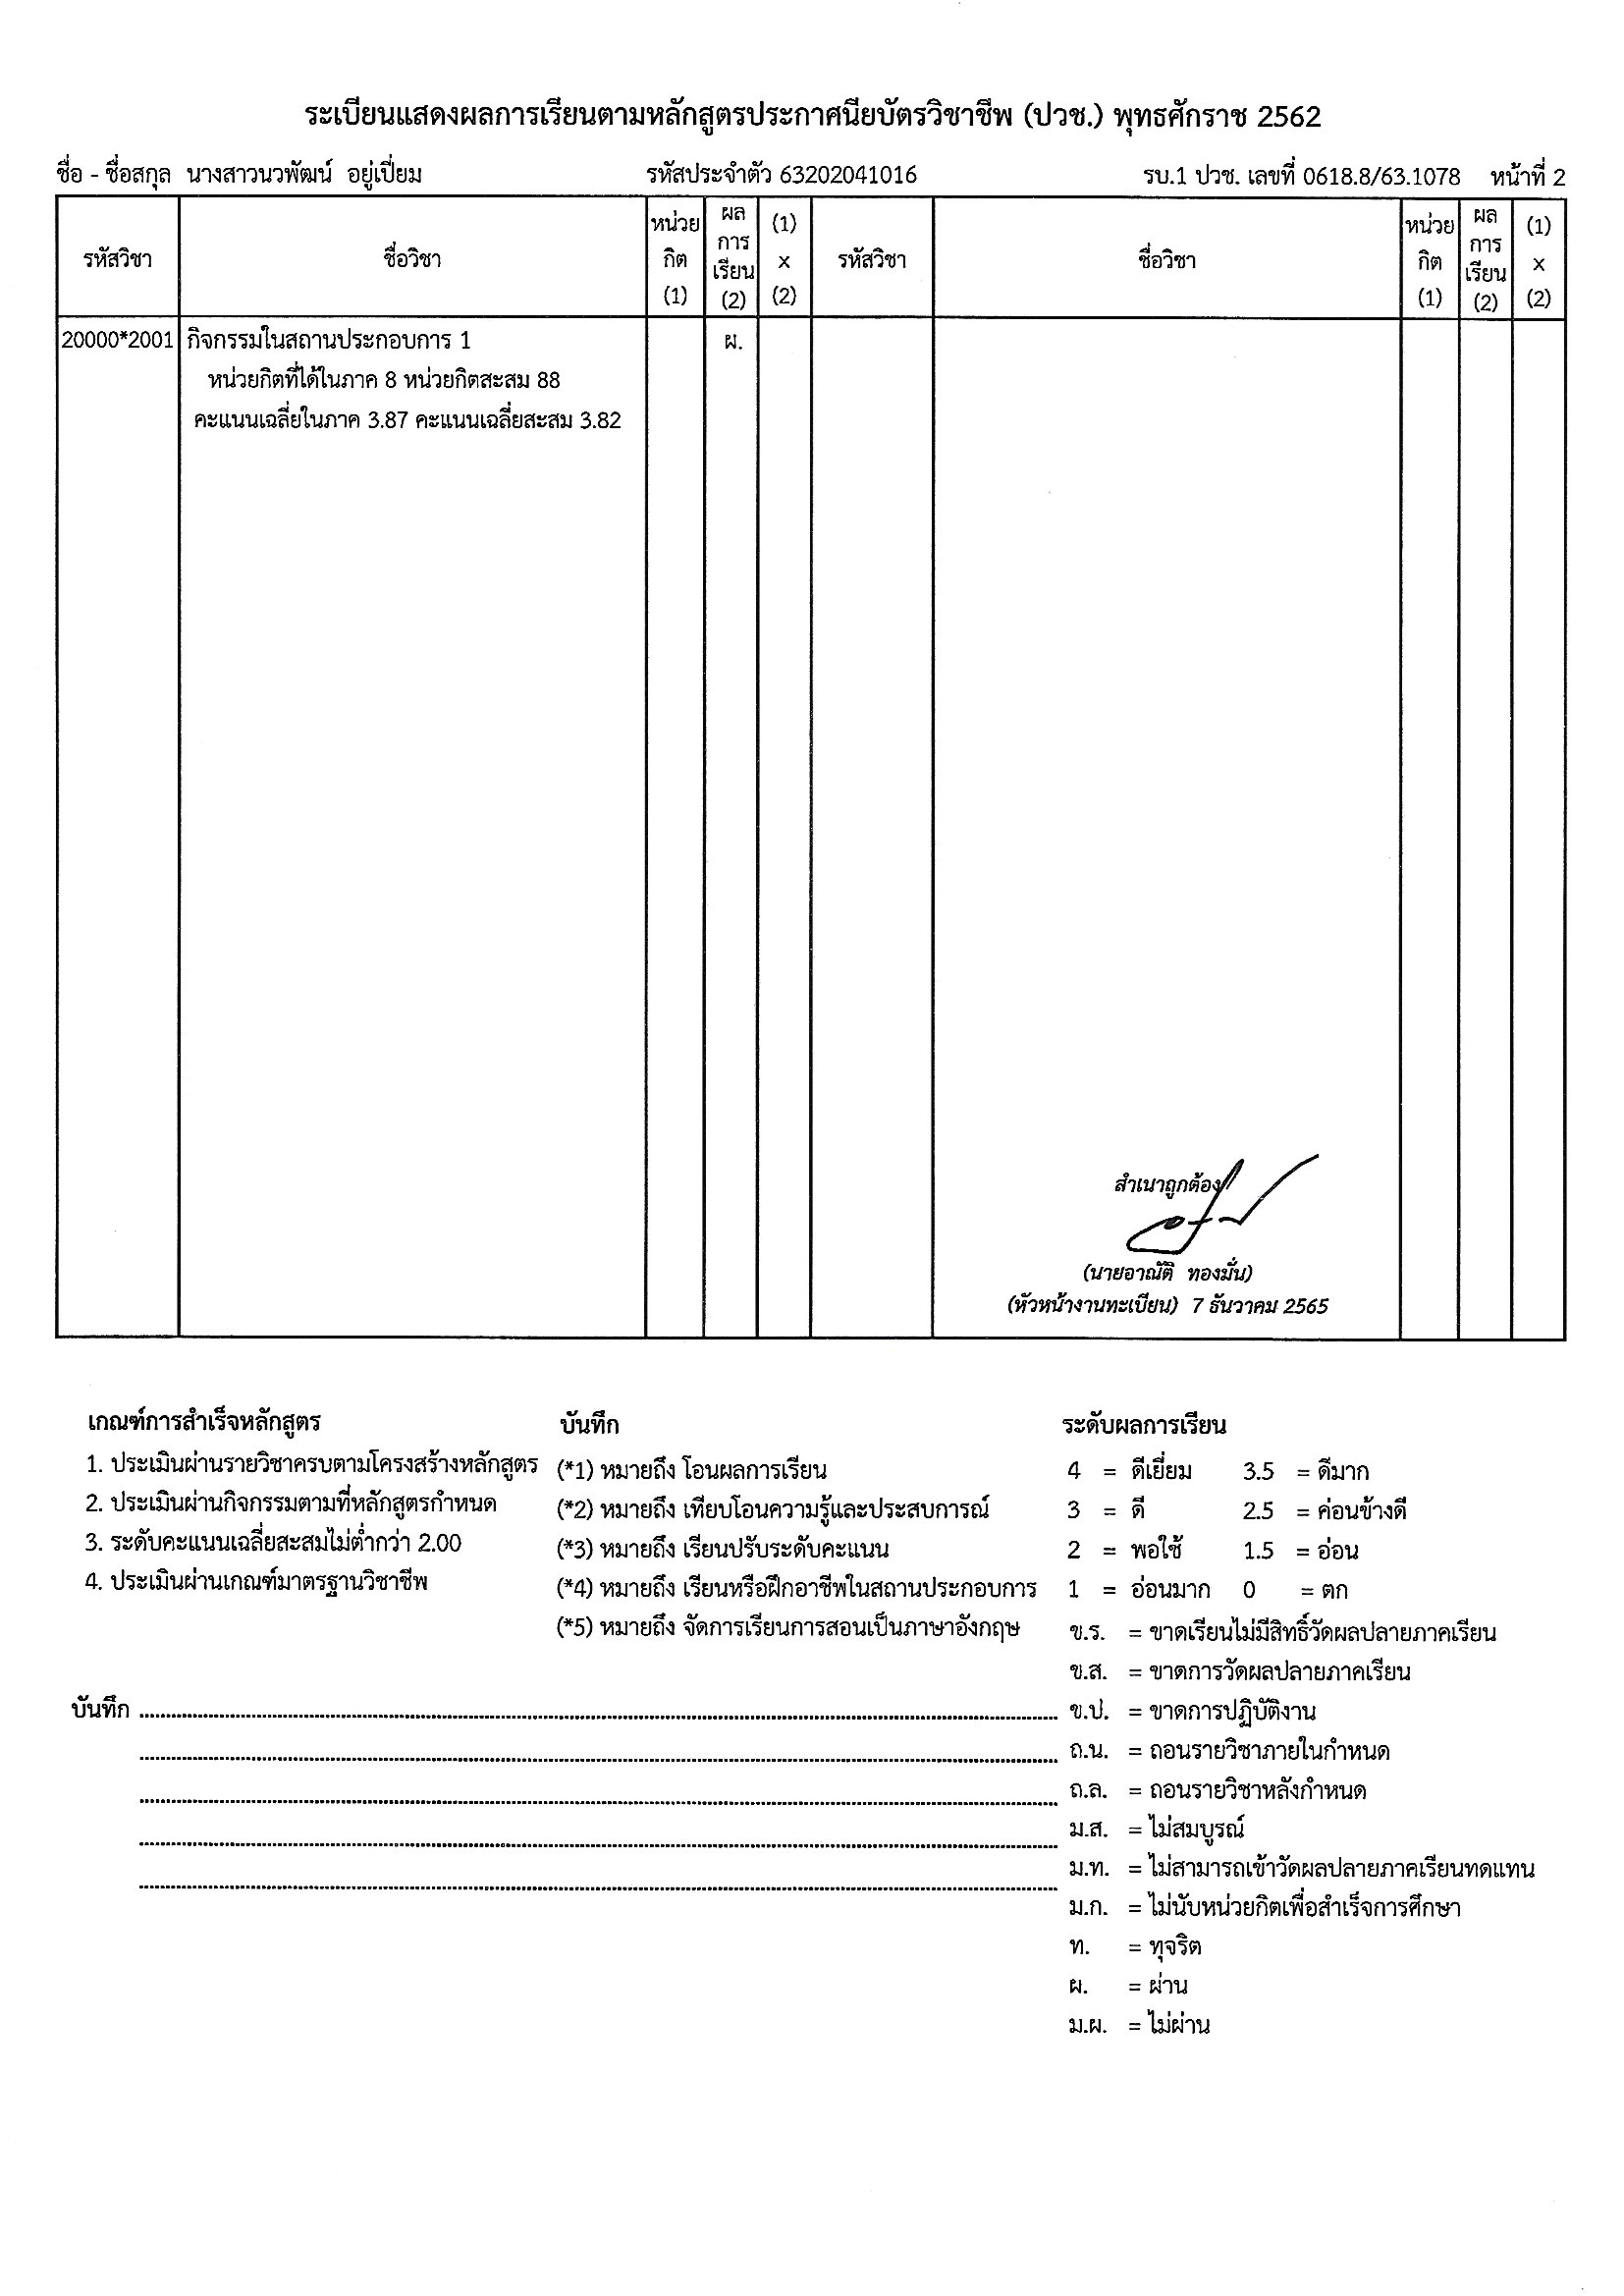 ระเบียนแสดงผลการเรียนตามหลักสูตรประกาศนียบัตรวิชาชีพ (ปวช.) พุทธศักราช 2562
ชื่อ - ชื่อสกุล นางสาวนวพัฒน์ อยู่เปี่ยม รหัสประจำตัว 63202041016 รบ.1 ปวช. เลขที่ 0618.8/63.1078 หน้าที่ 2
รหัสวิชา ชื่อวิชา หน่วยกิต (1) ผลการเรียน (2) (1) x (2) รหัสวิชา ชื่อวิชา หน่วยกิต (1) ผลการเรียน (2) (1) x (2)
20000*2001 กิจกรรมในสถานประกอบการ 1 ผ.
หน่วยกิตที่ได้ในภาค 8 หน่วยกิตสะสม 88
คะแนนเฉลี่ยในภาค 3.87 คะแนนเฉลี่ยสะสม 3.82
สำเนาถูกต้อง
(นายอาณัติ ทองมั่น)
(หัวหน้างานทะเบียน) 7 ธันวาคม 2565
เกณฑ์การสำเร็จหลักสูตร
1. ประเมินผ่านรายวิชาครบตามโครงสร้างหลักสูตร
2. ประเมินผ่านกิจกรรมตามที่หลักสูตรกำหนด
3. ระดับคะแนนเฉลี่ยสะสมไม่ต่ำกว่า 2.00
4. ประเมินผ่านเกณฑ์มาตรฐานวิชาชีพ
บันทึก
(*1) หมายถึง โอนผลการเรียน
(*2) หมายถึง เทียบโอนความรู้และประสบการณ์
(*3) หมายถึง เรียนปรับระดับคะแนน
(*4) หมายถึง เรียนหรือฝึกอาชีพในสถานประกอบการ
(*5) หมายถึง จัดการเรียนการสอนเป็นภาษาอังกฤษ
บันทึก
ระดับผลการเรียน
4 = ดีเยี่ยม 3.5 = ดีมาก
3 = ดี 2.5 = ค่อนข้างดี
2 = พอใช้ 1.5 = อ่อน
1 = อ่อนมาก 0 = ตก
ข.ร. = ขาดเรียนไม่มีสิทธิ์วัดผลปลายภาคเรียน
ข.ส. = ขาดการวัดผลปลายภาคเรียน
ข.ป. = ขาดการปฏิบัติงาน
ถ.น. = ถอนรายวิชาภายในกำหนด
ถ.ล. = ถอนรายวิชาหลังกำหนด
ม.ส. = ไม่สมบูรณ์
ม.ท. = ไม่สามารถเข้าวัดผลปลายภาคเรียนทดแทน
ม.ก. = ไม่นับหน่วยกิตเพื่อสำเร็จการศึกษา
ท. = ทุจริต
ผ. = ผ่าน
ม.ผ. = ไม่ผ่าน